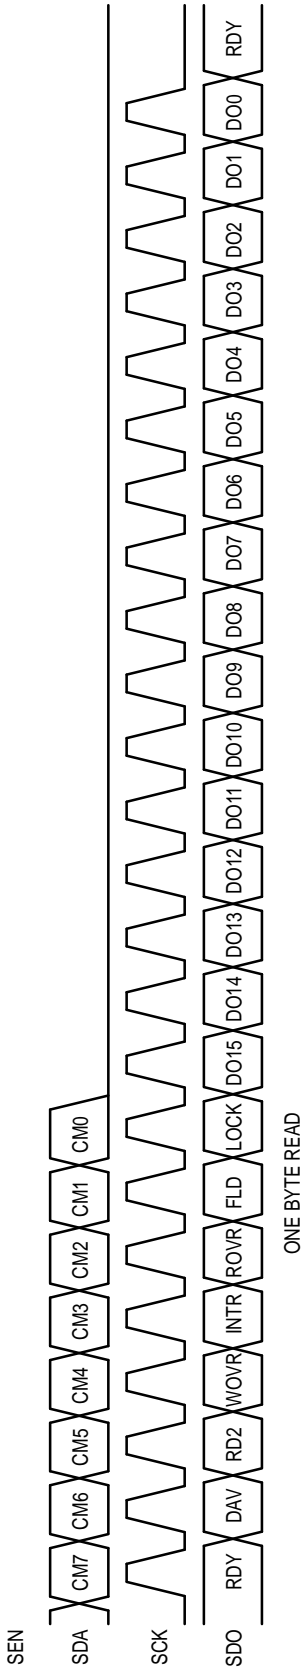 SEN
SDA CM7 CM6 CM5 CM4 CM3 CM2 CM1 CM0
SCK
SDO RDY DAV RD2 WOVR INTR ROVR FLD LOCK DO15 DO14 DO13 DO12 DO11 DO10 DO9 DO8 DO7 DO6 DO5 DO4 DO3 DO2 DO1 DO0 RDY
ONE BYTE READ